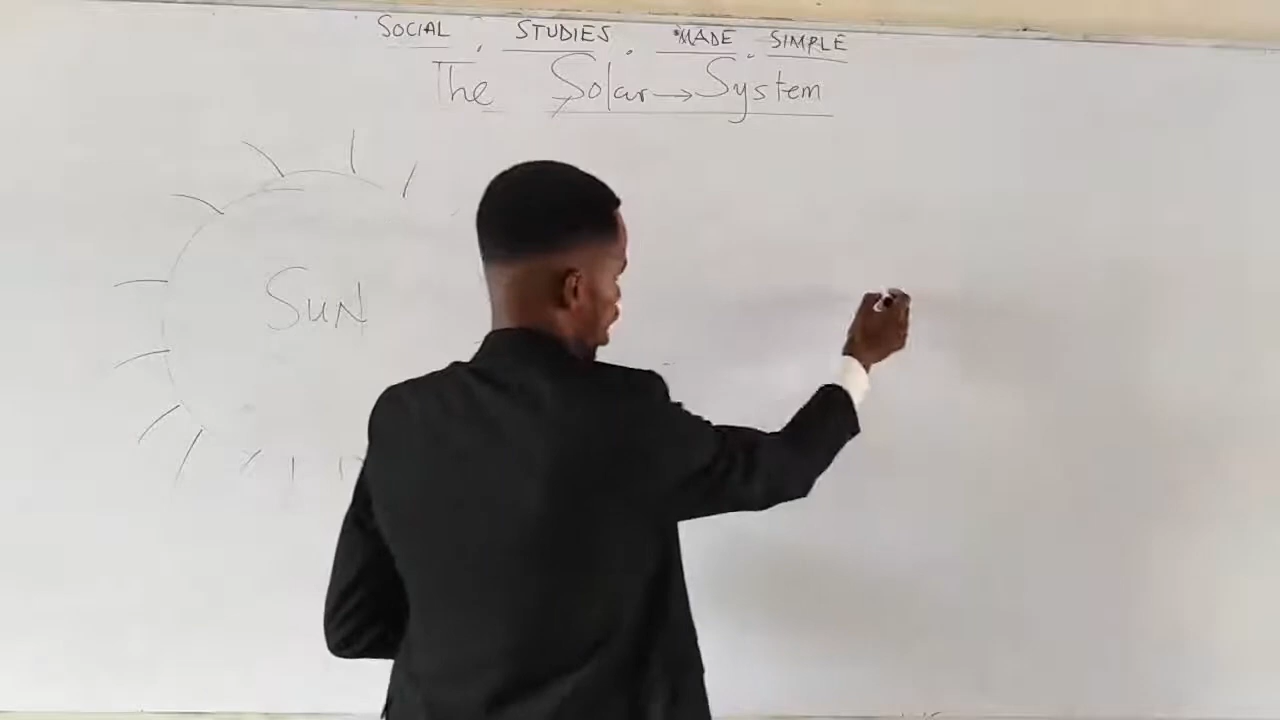 SOCIAL . STUDIES . MADE . SIMPLE
The Solar → System
SUN